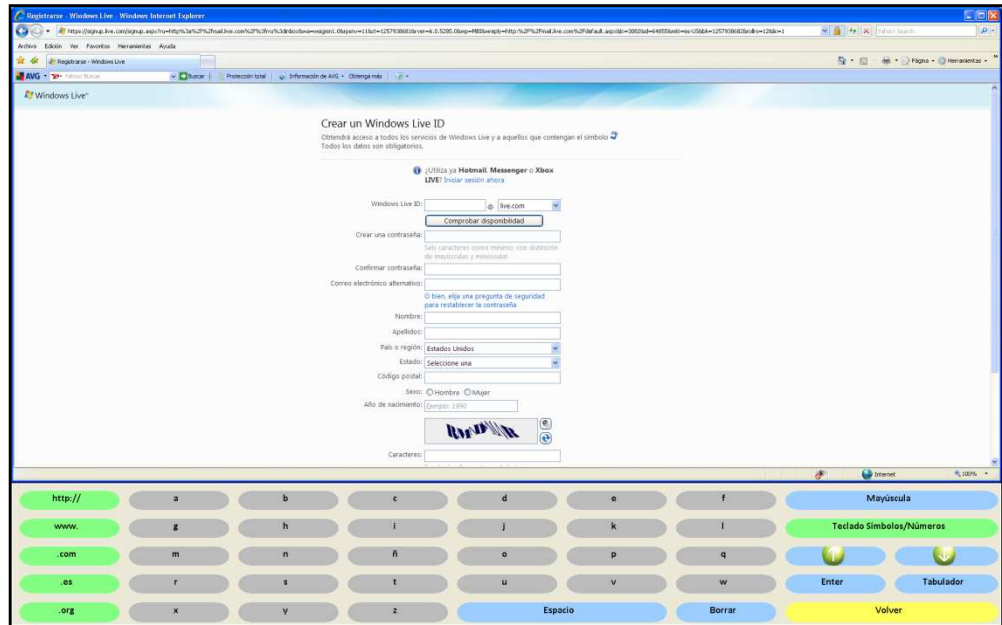 Registrarse - Windows Live - Windows Internet Explorer
Archivo Edición Ver Favoritos Herramientas Ayuda
Registrarse - Windows Live
Página Herramientas
AVG Buscar Protección total Información de AVG Obtenga más
Windows Live
Crear un Windows Live ID
Obtendrá acceso a todos los servicios de Windows Live y a aquellos que contengan el símbolo
Todos los datos son obligatorios.
¿Utiliza ya Hotmail, Messenger o Xbox
LIVE? Iniciar sesión ahora
Windows Live ID: @ live.com
Comprobar disponibilidad
Crear una contraseña:
Seis caracteres como mínimo; con distinción
de mayúsculas y minúsculas
Confirmar contraseña:
Correo electrónico alternativo:
O bien, elija una pregunta de seguridad
para restablecer la contraseña
Nombre:
Apellidos:
País o región: Estados Unidos
Estado: Seleccione una
Código postal:
Sexo: Hombre Mujer
Año de nacimiento: Ejemplo: 1990
Caracteres:
Internet 100%
http:// a b c d e f Mayúscula
www. g h i j k l Teclado Símbolos/Números
.com m n ñ o p q
.es r s t u v w Enter Tabulador
.org x y z Espacio Borrar Volver